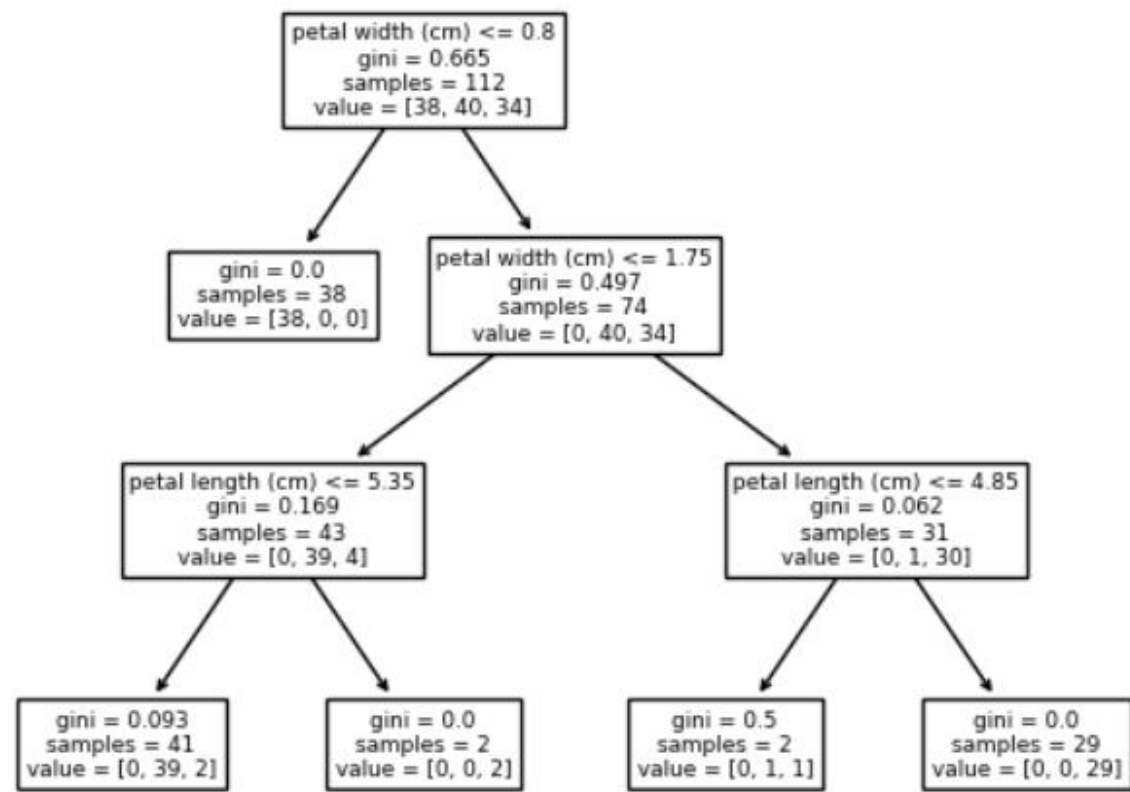 petal width (cm) <= 0.8
gini = 0.665
samples = 112
value = [38, 40, 34]
gini = 0.0
samples = 38
value = [38, 0, 0]
petal width (cm) <= 1.75
gini = 0.497
samples = 74
value = [0, 40, 34]
petal length (cm) <= 5.35
gini = 0.169
samples = 43
value = [0, 39, 4]
petal length (cm) <= 4.85
gini = 0.062
samples = 31
value = [0, 1, 30]
gini = 0.093
samples = 41
value = [0, 39, 2]
gini = 0.0
samples = 2
value = [0, 0, 2]
gini = 0.5
samples = 2
value = [0, 1, 1]
gini = 0.0
samples = 29
value = [0, 0, 29]